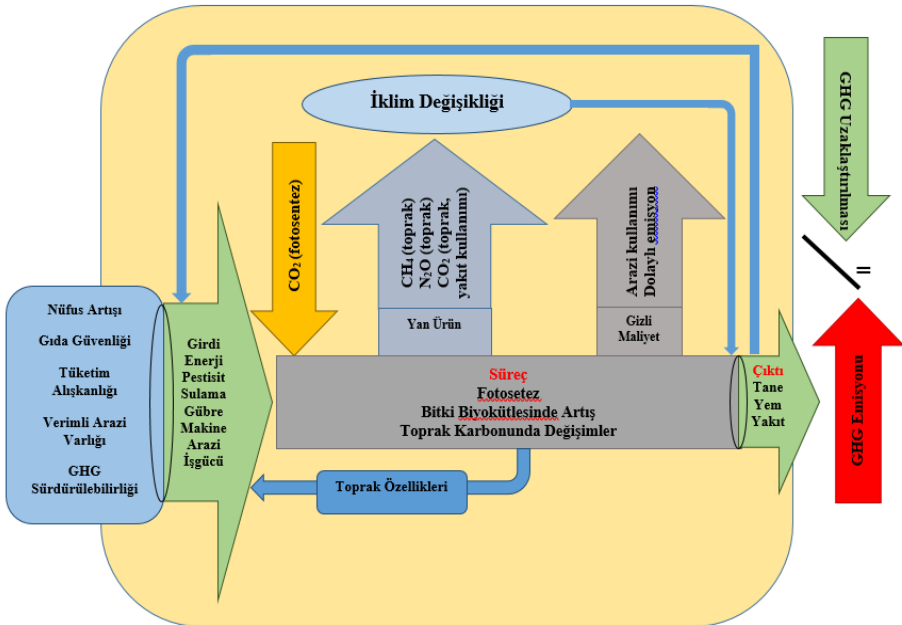 İklim Değişikliği
GHG Uzaklaştırılması
CO₂ (fotosentez)
CH₄ (toprak)
N₂O (toprak)
CO₂ (toprak,
yakıt kullanımı)
Yan Ürün
Arazi kullanımı
Dolaylı emisyon
Gizli
Maliyet
=
Nüfus Artışı
Gıda Güvenliği
Tüketim
Alışkanlığı
Verimli Arazi
Varlığı
GHG
Sürdürülebilirliği
Girdi
Enerji
Pestisit
Sulama
Gübre
Makine
Arazi
İşgücü
Süreç
Fotosetez
Bitki Biyokütlesinde Artış
Toprak Karbonunda Değişimler
Çıktı
Tane
Yem
Yakıt
GHG Emisyonu
Toprak Özellikleri